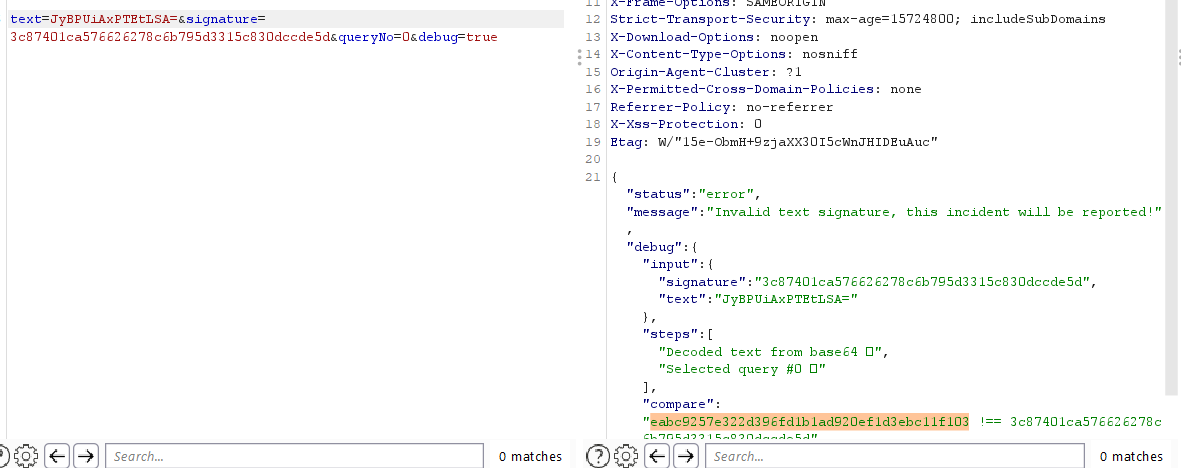 text=JyBPUiAxPTEtLSA=&signature=
3c87401ca576626278c6b795d3315c830dccde5d&queryNo=0&debug=true
Search...
0 matches
11 X-Frame-Options: SAMEORIGIN
12 Strict-Transport-Security: max-age=15724800; includeSubDomains
13 X-Download-Options: noopen
14 X-Content-Type-Options: nosniff
15 Origin-Agent-Cluster: ?1
16 X-Permitted-Cross-Domain-Policies: none
17 Referrer-Policy: no-referrer
18 X-Xss-Protection: 0
19 Etag: W/"15e-ObmH+9zjaXX30I5cWnJHIDEuAuc"
20
21 {
"status":"error",
"message":"Invalid text signature, this incident will be reported!"
,
"debug":{
"input":{
"signature":"3c87401ca576626278c6b795d3315c830dccde5d",
"text":"JyBPUiAxPTEtLSA="
},
"steps":[
"Decoded text from base64 □",
"Selected query #0 □"
],
"compare":
"eabc9257e322d396fd1b1ad920ef1d3ebc11f103 !== 3c87401ca576626278c
6b795d3315c830dccde5d"
Search...
0 matches